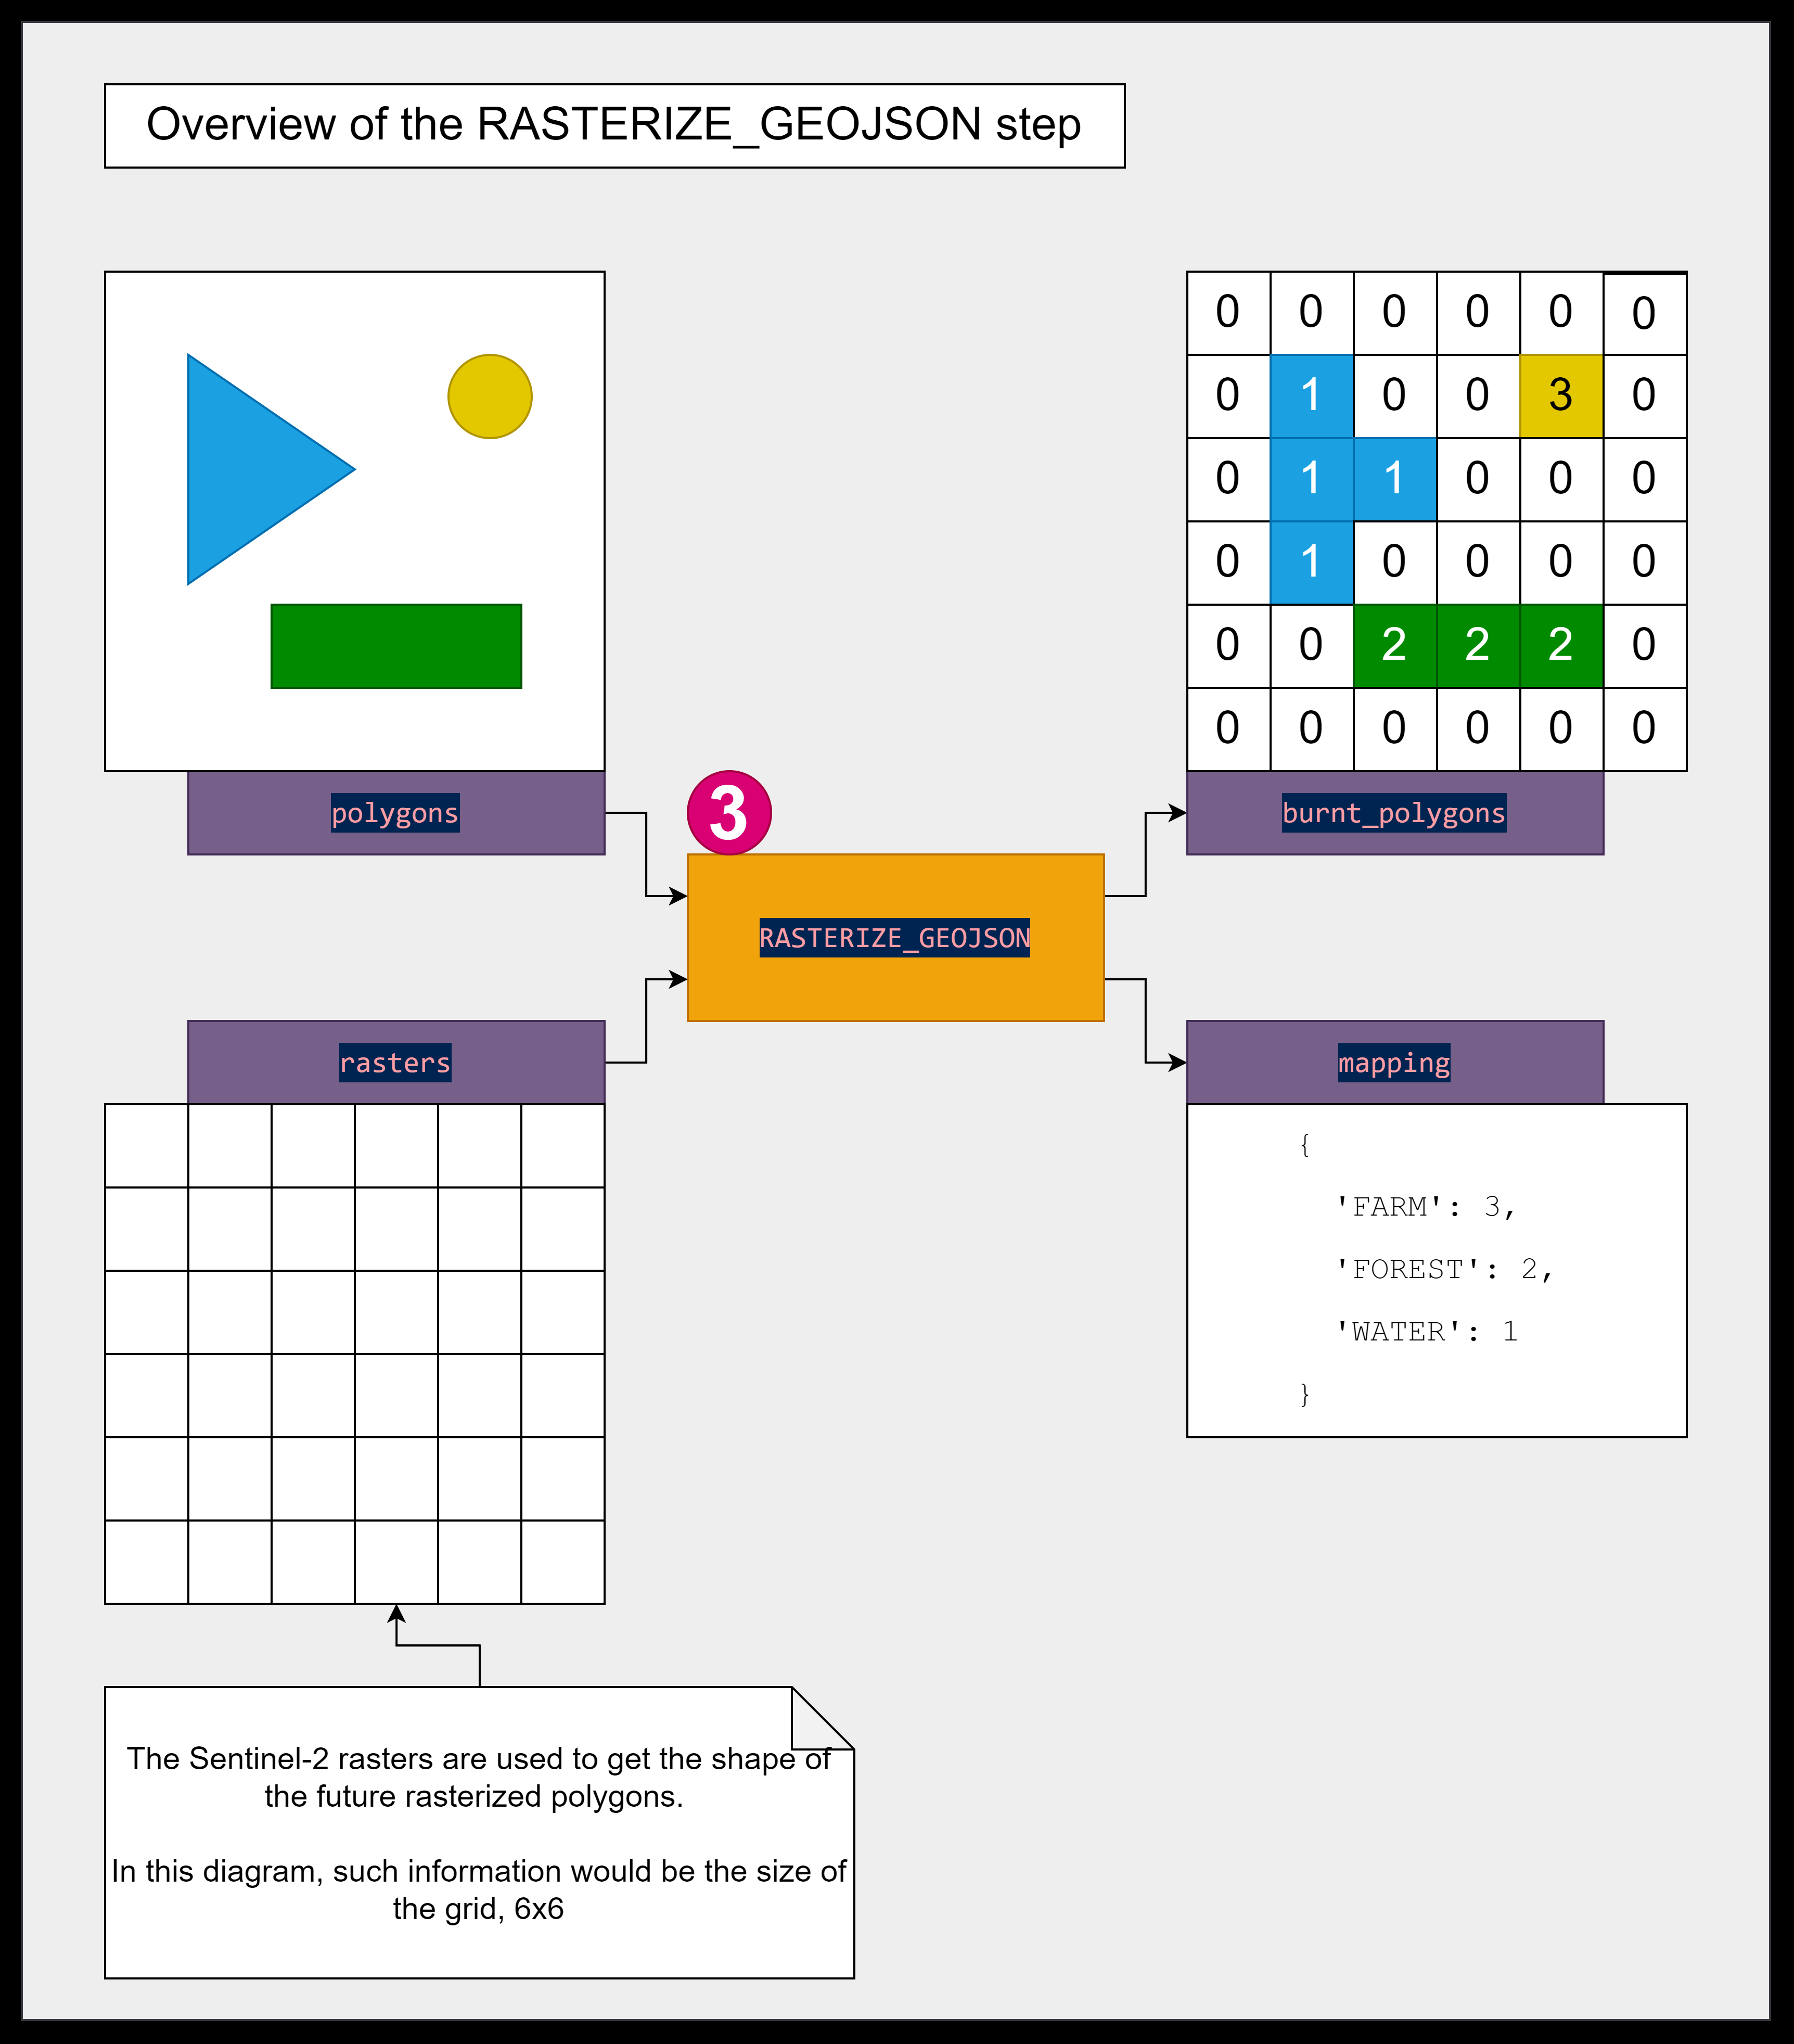 Overview of the RASTERIZE_GEOJSON step
0 0 0 0 0 0
0 1 0 0 3 0
0 1 1 0 0 0
0 1 0 0 0 0
0 0 2 2 2 0
0 0 0 0 0 0
polygons
3
burnt_polygons
RASTERIZE_GEOJSON
rasters
mapping
{
'FARM': 3,
'FOREST': 2,
'WATER': 1
}
The Sentinel-2 rasters are used to get the shape of
the future rasterized polygons.
In this diagram, such information would be the size of
the grid, 6x6